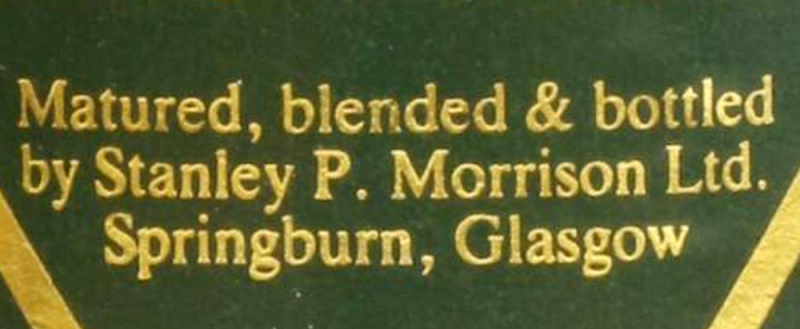 Matured, blended & bottled
by Stanley P. Morrison Ltd.
Springburn, Glasgow